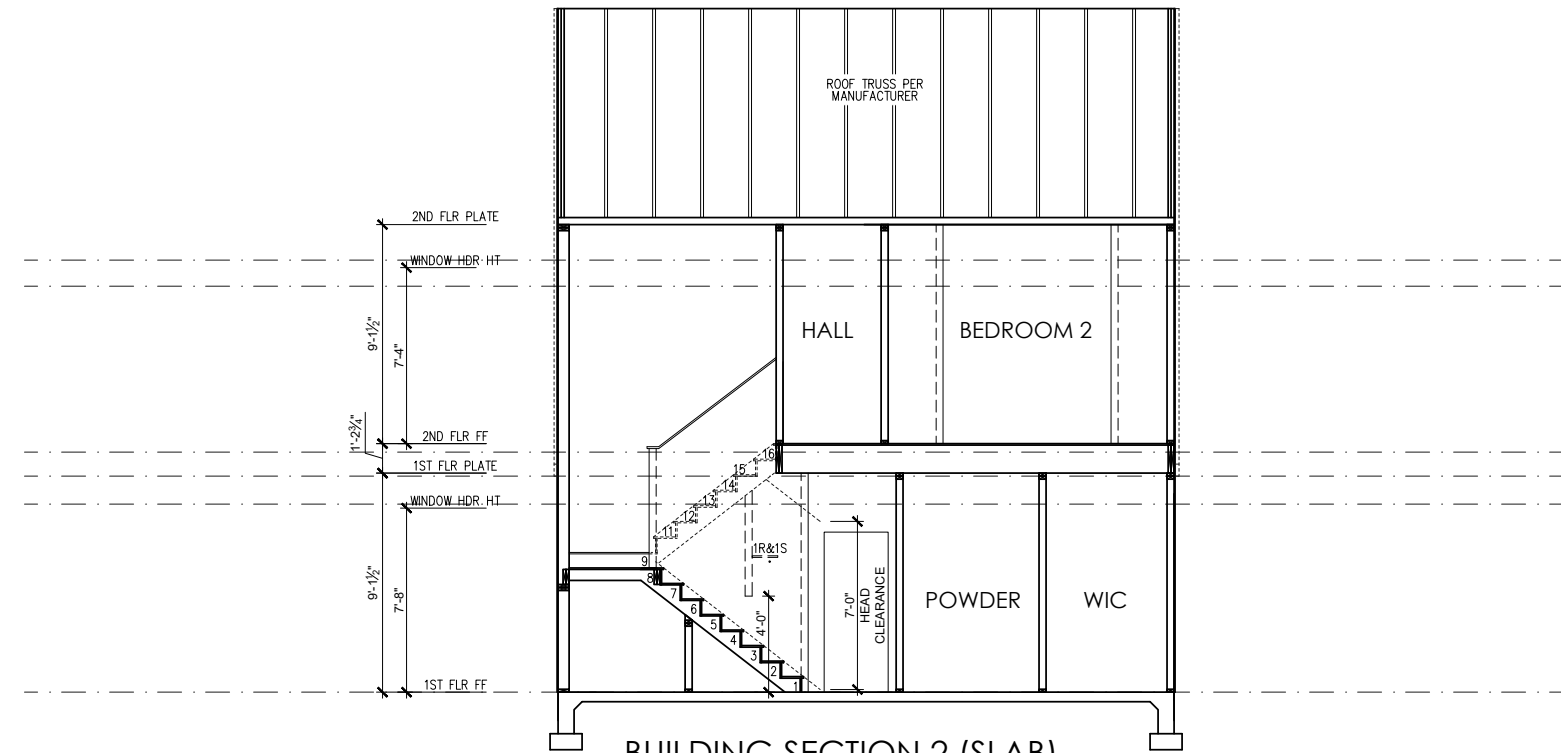 ROOF TRUSS PER
MANUFACTURER
2ND FLR PLATE
WINDOW HDR HT
9'-1½"
7'-4"
HALL
BEDROOM 2
1'-2¾"
2ND FLR FF
1ST FLR PLATE
WINDOW HDR HT
16
15
14
13
12
11
9
8
7
6
5
4
3
2
1
1R&1S
4'-0"
7'-0"
HEAD
CLEARANCE
POWDER
WIC
9'-1½"
7'-8"
1ST FLR FF
BUILDING SECTION 2 (SLAB)